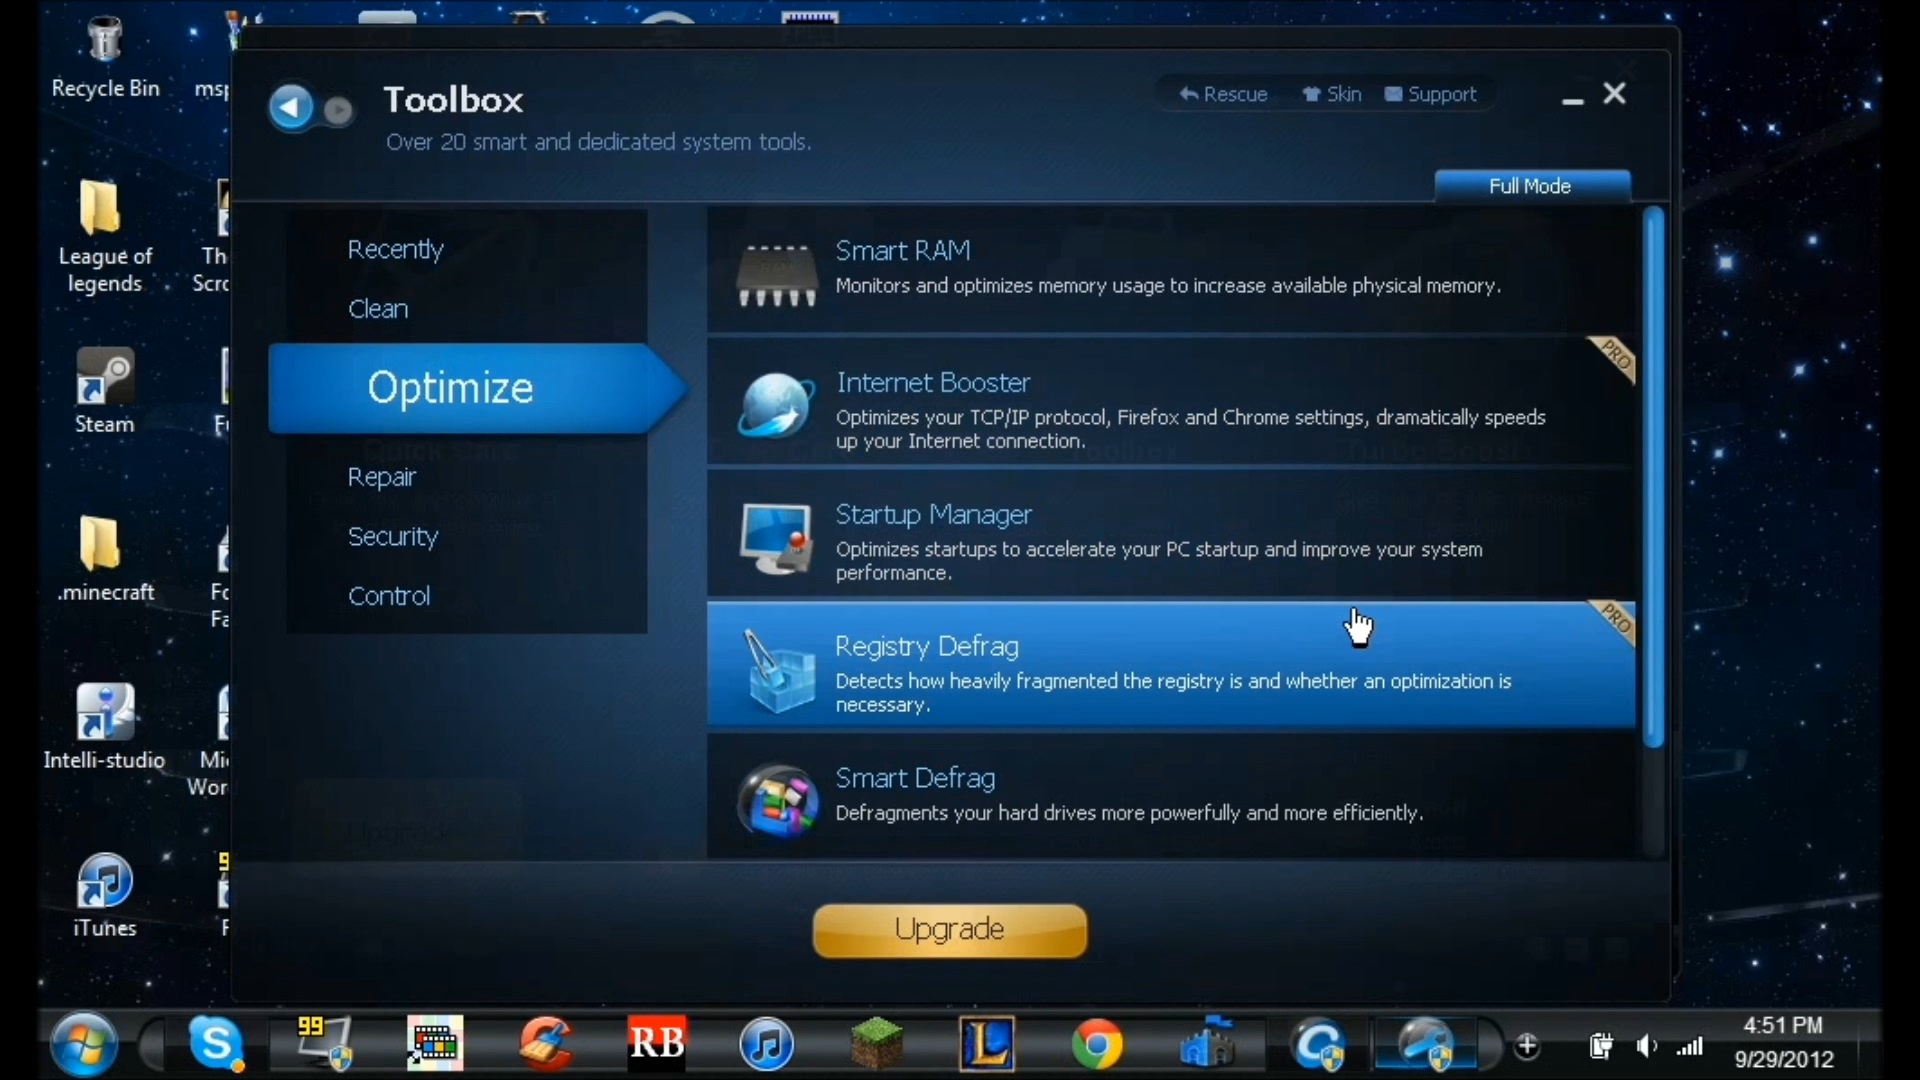 Recycle Bin
League of
legends
Steam
.minecraft
Intelli-studio
iTunes
Toolbox
Over 20 smart and dedicated system tools.
Rescue
Skin
Support
Full Mode
Recently
Clean
Optimize
Repair
Security
Control
Smart RAM
Monitors and optimizes memory usage to increase available physical memory.
Internet Booster
Optimizes your TCP/IP protocol, Firefox and Chrome settings, dramatically speeds
up your Internet connection.
PRO
Startup Manager
Optimizes startups to accelerate your PC startup and improve your system
performance.
Registry Defrag
Detects how heavily fragmented the registry is and whether an optimization is
necessary.
PRO
Smart Defrag
Defragments your hard drives more powerfully and more efficiently.
Upgrade
99
RB
4:51 PM
9/29/2012